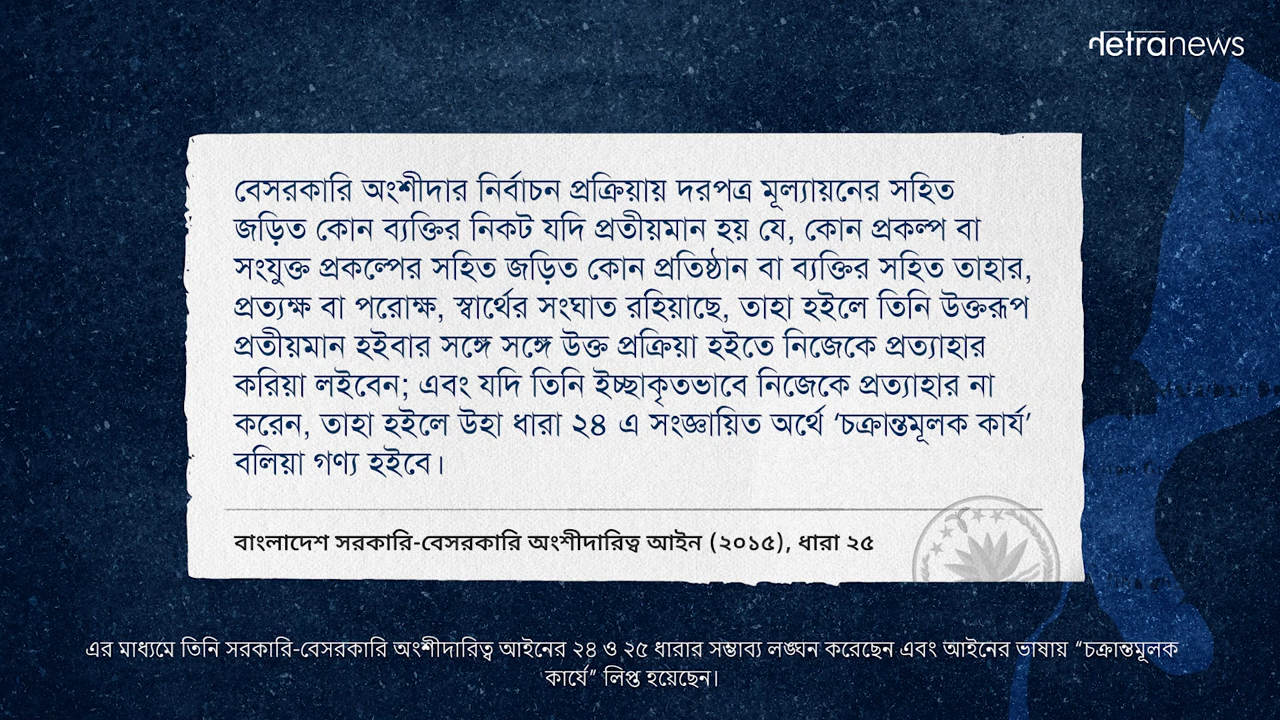 netranews
বেসরকারি অংশীদার নির্বাচন প্রক্রিয়ায় দরপত্র মূল্যায়নের সহিত
জড়িত কোন ব্যক্তির নিকট যদি প্রতীয়মান হয় যে, কোন প্রকল্প বা
সংযুক্ত প্রকল্পের সহিত জড়িত কোন প্রতিষ্ঠান বা ব্যক্তির সহিত তাহার,
প্রত্যক্ষ বা পরোক্ষ, স্বার্থের সংঘাত রহিয়াছে, তাহা হইলে তিনি উক্তরূপ
প্রতীয়মান হইবার সঙ্গে সঙ্গে উক্ত প্রক্রিয়া হইতে নিজেকে প্রত্যাহার
করিয়া লইবেন; এবং যদি তিনি ইচ্ছাকৃতভাবে নিজেকে প্রত্যাহার না
করেন, তাহা হইলে উহা ধারা ২৪ এ সংজ্ঞায়িত অর্থে ‘চক্রান্তমূলক কার্য’
বলিয়া গণ্য হইবে।
বাংলাদেশ সরকারি-বেসরকারি অংশীদারিত্ব আইন (২০১৫), ধারা ২৫
এর মাধ্যমে তিনি সরকারি-বেসরকারি অংশীদারিত্ব আইনের ২৪ ও ২৫ ধারার সম্ভাব্য লঙ্ঘন করেছেন এবং আইনের ভাষায় “চক্রান্তমূলক
কার্যে” লিপ্ত হয়েছেন।